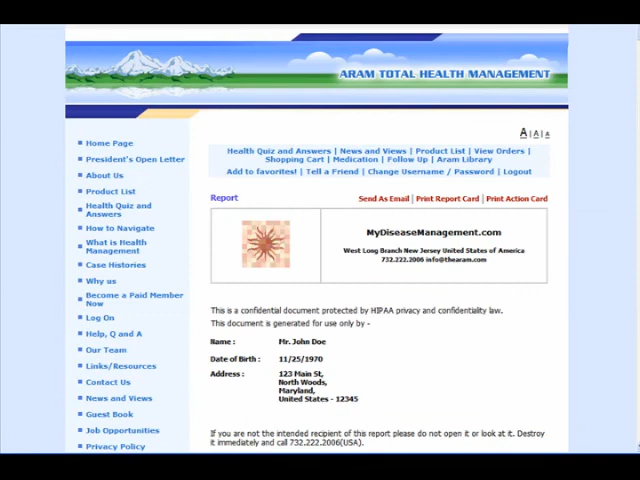 ARAM TOTAL HEALTH MANAGEMENT
A | A | A
Home Page
President's Open Letter
About Us
Product List
Health Quiz and
Answers
How to Navigate
What is Health
Management
Case Histories
Why us
Become a Paid Member
Now
Log On
Help, Q and A
Our Team
Links/Resources
Contact Us
News and Views
Guest Book
Job Opportunities
Privacy Policy
Health Quiz and Answers | News and Views | Product List | View Orders |
Shopping Cart | Medication | Follow Up | Aram Library
Add to favorites! | Tell a Friend | Change Username / Password | Logout
Report
Send As Email | Print Report Card | Print Action Card
MyDiseaseManagement.com
West Long Branch New Jersey United States of America
732.222.2006 info@thearam.com
This is a confidential document protected by HIPAA privacy and confidentiality law.
This document is generated for use only by -
Name : Mr. John Doe
Date of Birth : 11/25/1970
Address : 123 Main St,
North Woods,
Maryland,
United States - 12345
If you are not the intended recipient of this report please do not open it or look at it. Destroy
it immediately and call 732.222.2006(USA).